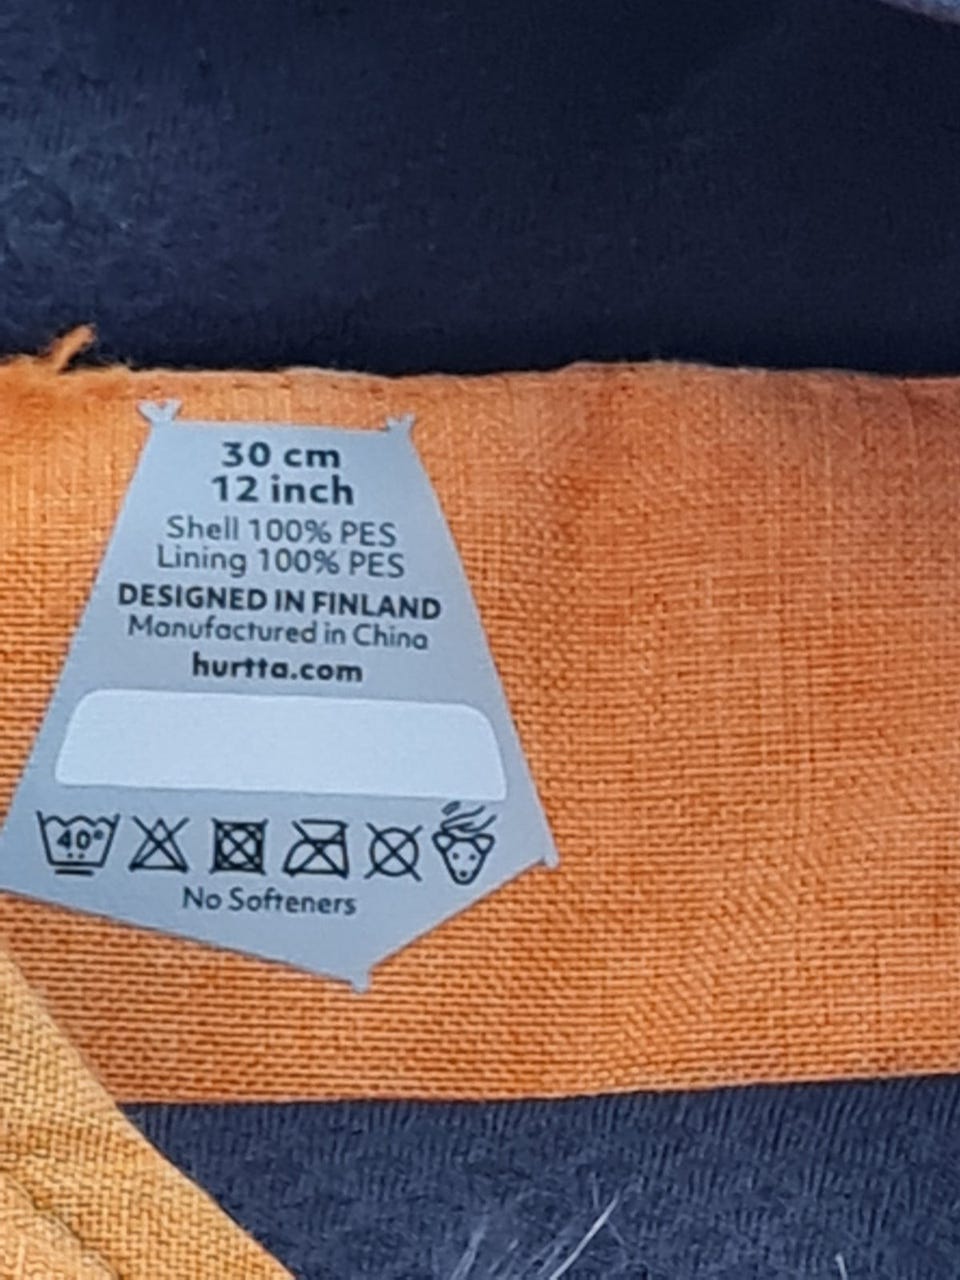 30 cm
12 inch
Shell 100% PES
Lining 100% PES
DESIGNED IN FINLAND
Manufactured in China
hurtta.com
40°
No Softeners